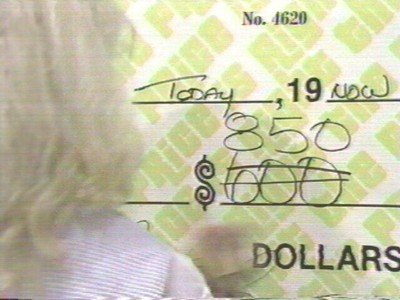 No. 4620
Today, 19 NOW
850
$600
DOLLARS